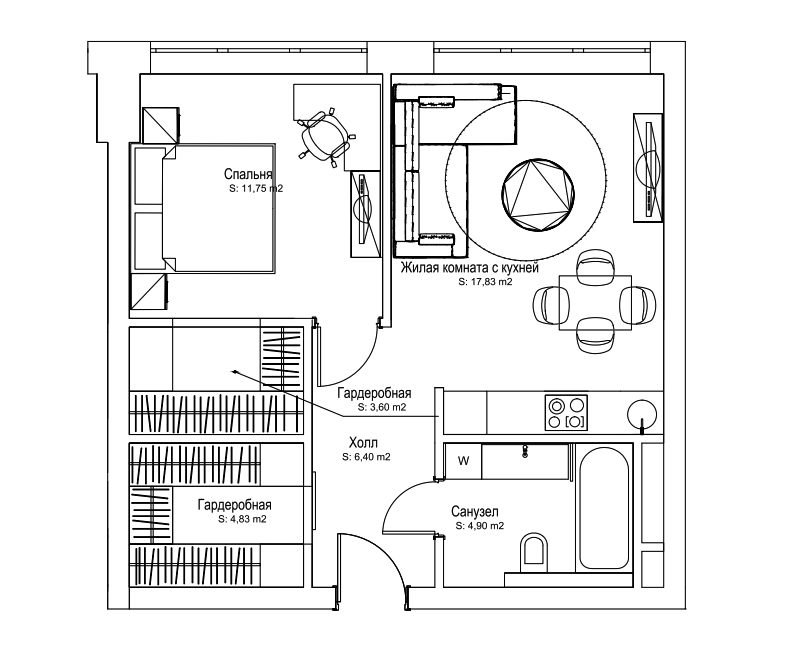 Спальня
S: 11,75 m2
Жилая комната с кухней
S: 17,83 m2
Гардеробная
S: 3,60 m2
Холл
S: 6,40 m2
W
Гардеробная
S: 4,83 m2
Санузел
S: 4,90 m2